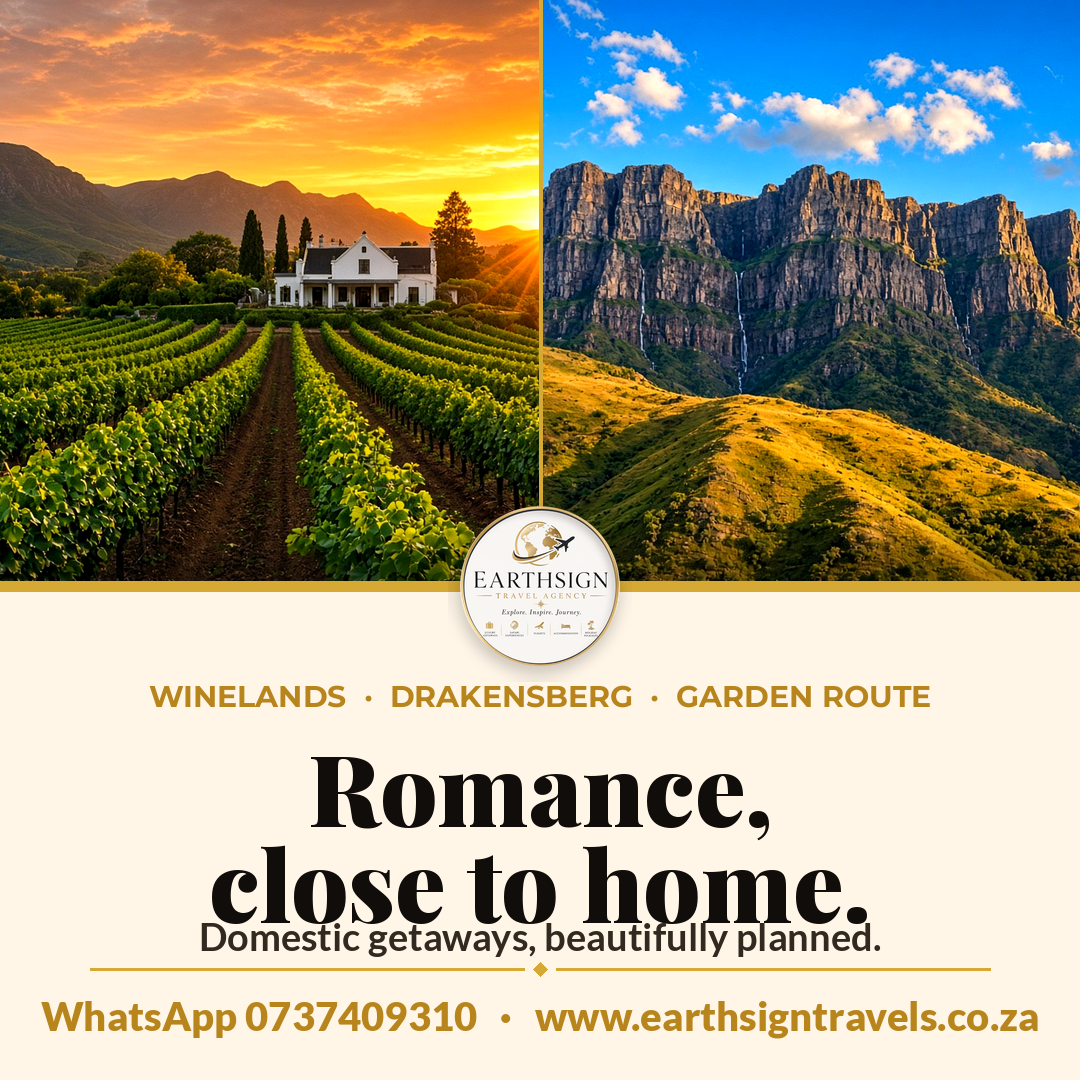 EARTHSIGN
TRAVEL AGENCY
Explore. Inspire. Journey.
WINELANDS · DRAKENSBERG · GARDEN ROUTE
Romance,
close to home.
Domestic getaways, beautifully planned.
WhatsApp 0737409310 · www.earthsigntravels.co.za